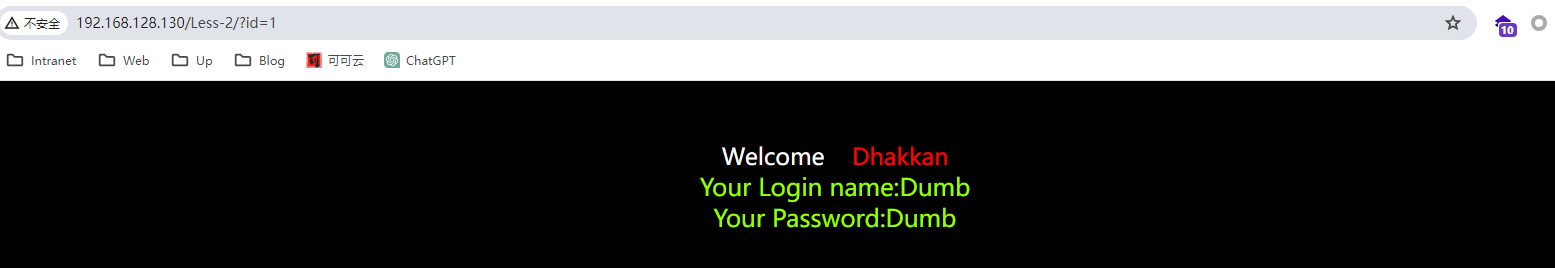 不安全 192.168.128.130/Less-2/?id=1 10
Intranet Web Up Blog 可可云 ChatGPT
Welcome Dhakkan
Your Login name:Dumb
Your Password:Dumb